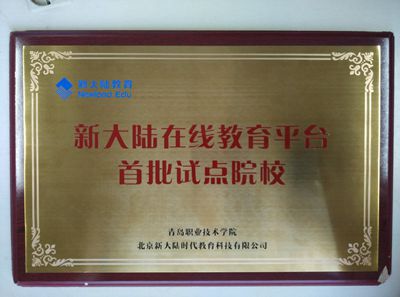 新大陆教育
Newland Edu
新大陆在线教育平台
首批试点院校
青岛职业技术学院
北京新大陆时代教育科技有限公司